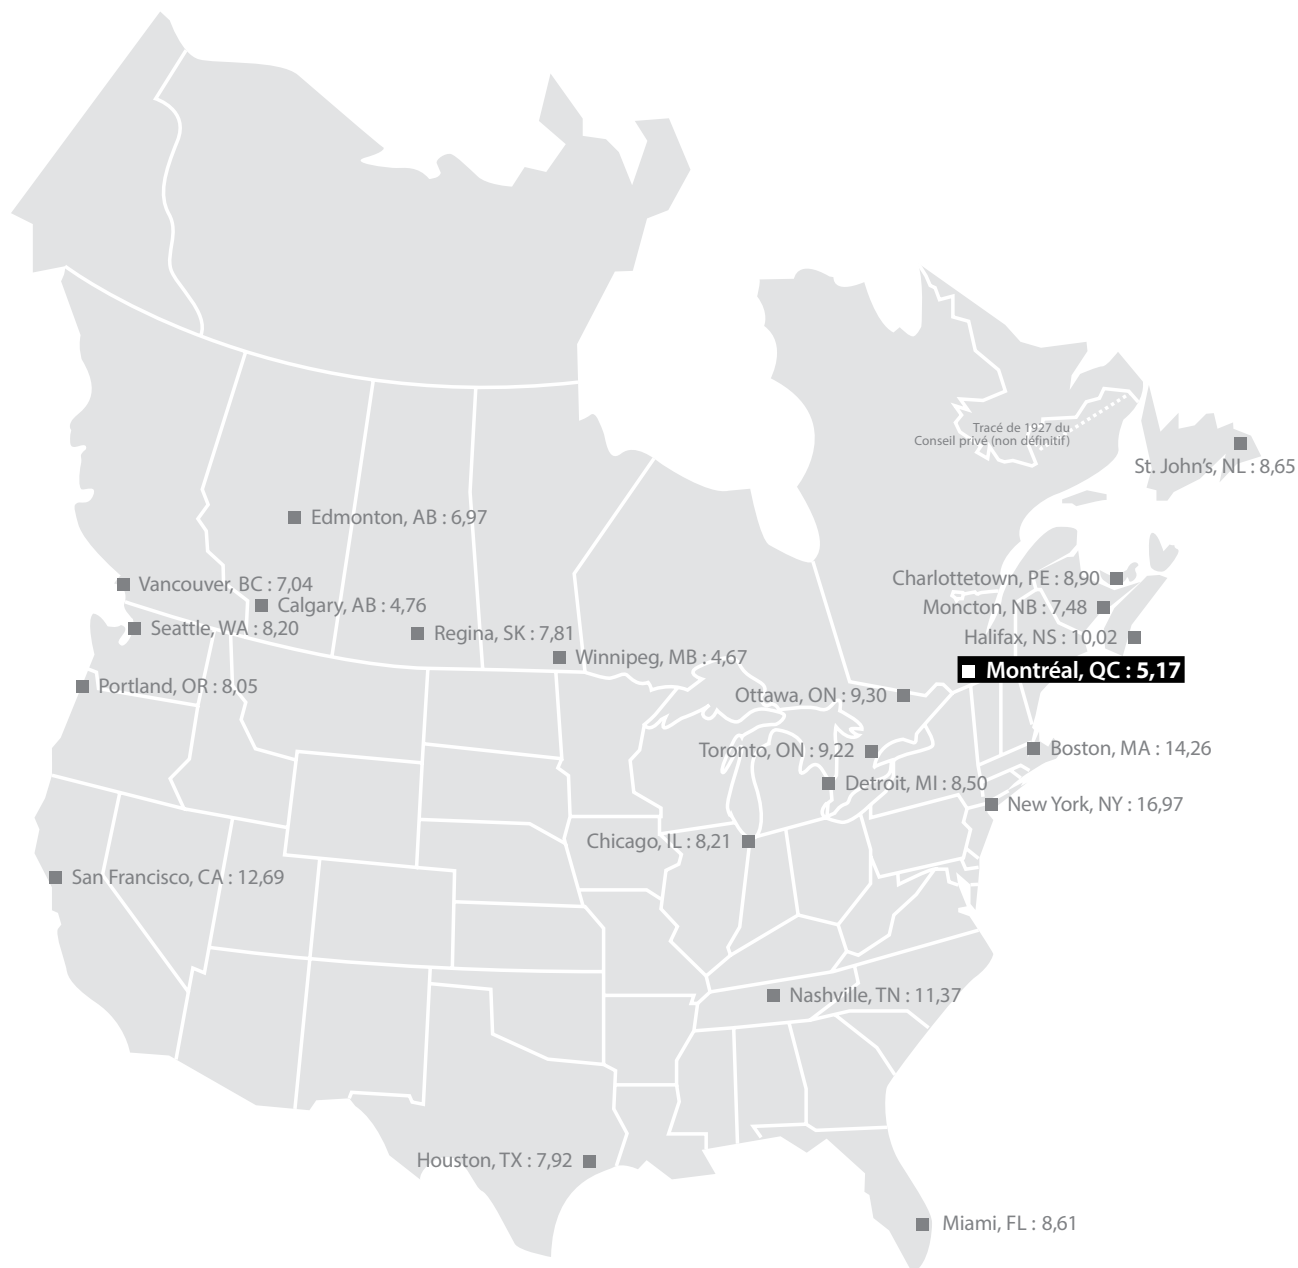 Tracé de 1927 du
Conseil privé (non définitif)
St. John’s, NL : 8,65
Edmonton, AB : 6,97
Vancouver, BC : 7,04
Charlottetown, PE : 8,90
Calgary, AB : 4,76
Moncton, NB : 7,48
Seattle, WA : 8,20
Regina, SK : 7,81
Halifax, NS : 10,02
Winnipeg, MB : 4,67
Montréal, QC : 5,17
Portland, OR : 8,05
Ottawa, ON : 9,30
Toronto, ON : 9,22
Boston, MA : 14,26
Detroit, MI : 8,50
New York, NY : 16,97
Chicago, IL : 8,21
San Francisco, CA : 12,69
Nashville, TN : 11,37
Houston, TX : 7,92
Miami, FL : 8,61